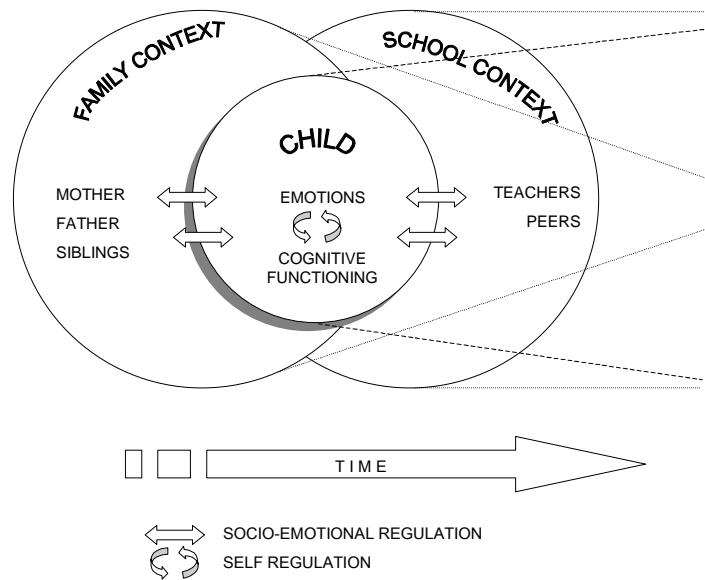 FAMILY CONTEXT
SCHOOL CONTEXT
CHILD
MOTHER
FATHER
SIBLINGS
EMOTIONS
COGNITIVE
FUNCTIONING
TEACHERS
PEERS
TIME
SOCIO-EMOTIONAL REGULATION
SELF REGULATION